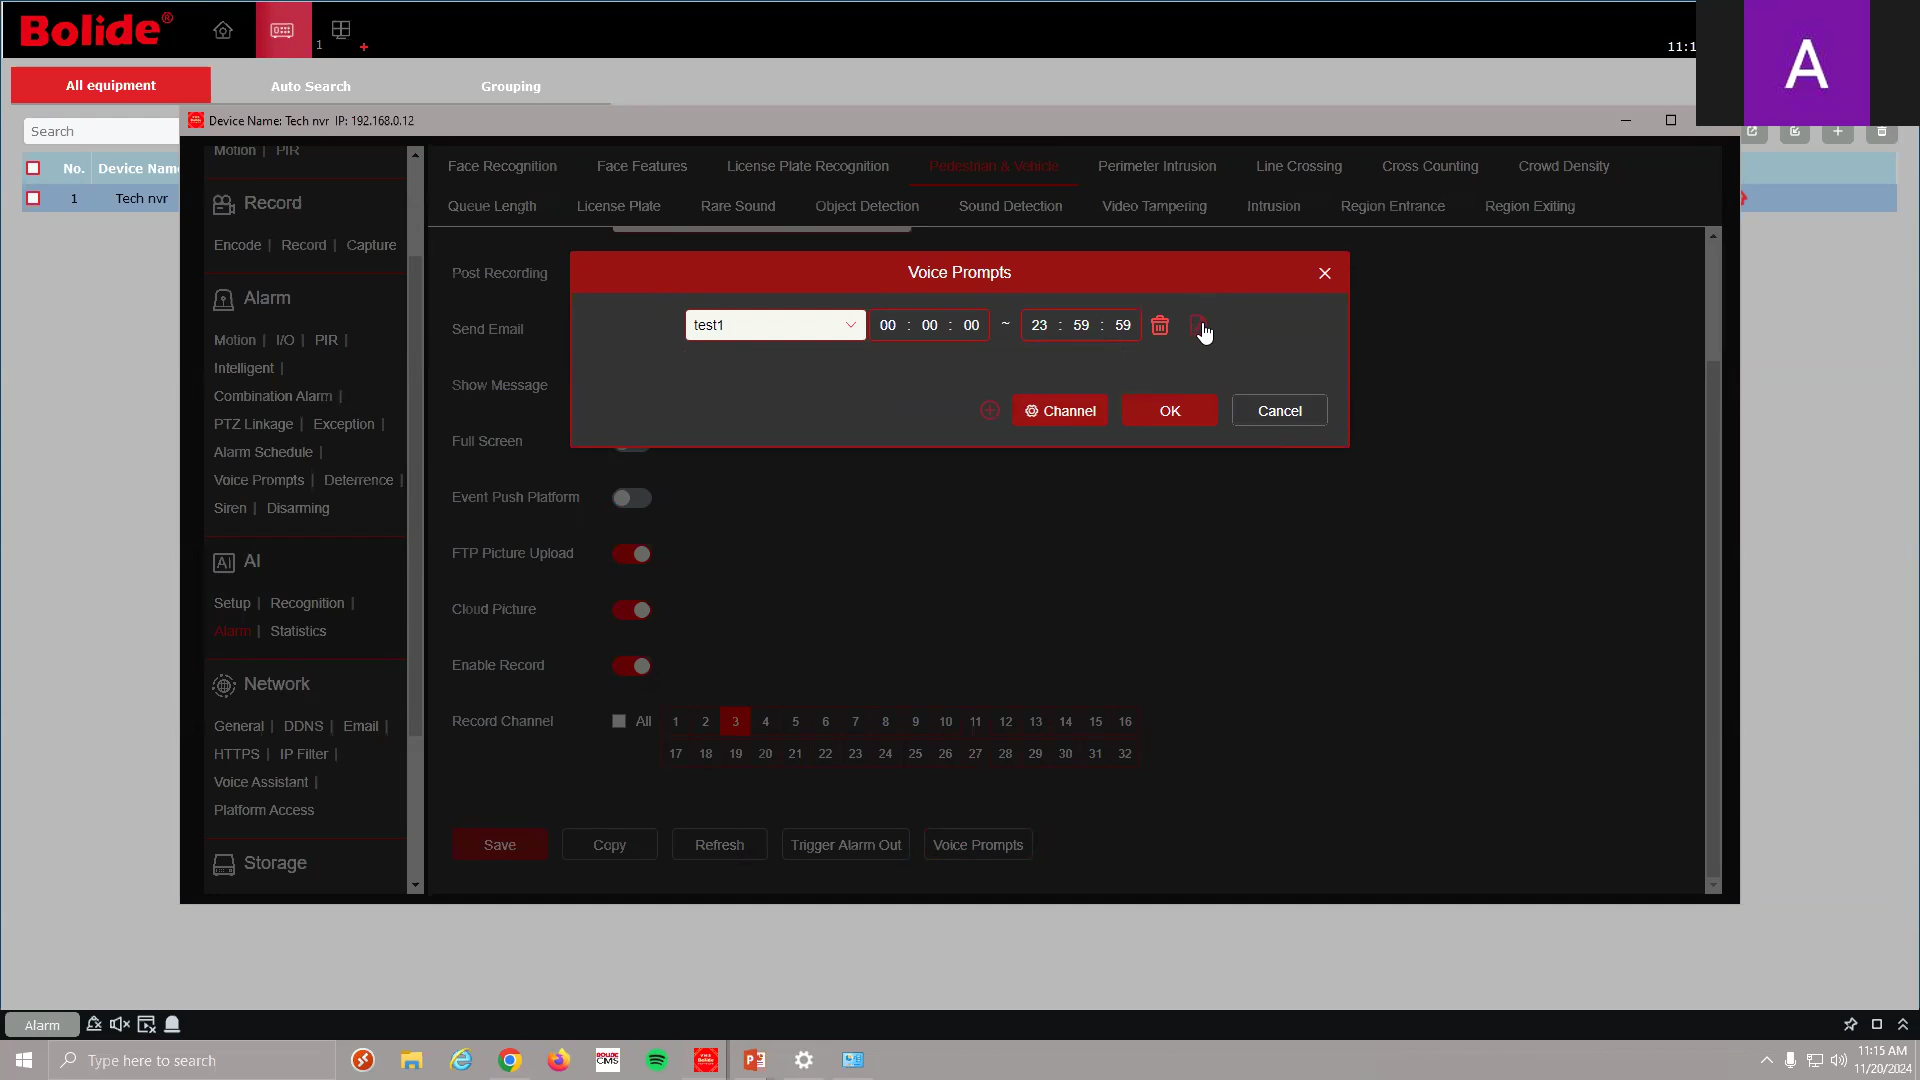 Bolide®
1
11:1
A
All equipment
Auto Search
Grouping
Search
Device Name: Tech nvr IP: 192.168.0.12
No. Device Name
1 Tech nvr
Motion | PIR
Record
Encode | Record | Capture
Alarm
Motion | I/O | PIR |
Intelligent |
Combination Alarm |
PTZ Linkage | Exception |
Alarm Schedule |
Voice Prompts | Deterrence |
Siren | Disarming
AI
Setup | Recognition |
Alarm | Statistics
Network
General | DDNS | Email |
HTTPS | IP Filter |
Voice Assistant |
Platform Access
Storage
Face Recognition Face Features License Plate Recognition Pedestrian & Vehicle Perimeter Intrusion Line Crossing Cross Counting Crowd Density
Queue Length License Plate Rare Sound Object Detection Sound Detection Video Tampering Intrusion Region Entrance Region Exiting
Voice Prompts
test1 00 : 00 : 00 ~ 23 : 59 : 59
Channel OK Cancel
Post Recording
Send Email
Show Message
Full Screen
Event Push Platform
FTP Picture Upload
Cloud Picture
Enable Record
Record Channel All 1 2 3 4 5 6 7 8 9 10 11 12 13 14 15 16
17 18 19 20 21 22 23 24 25 26 27 28 29 30 31 32
Save Copy Refresh Trigger Alarm Out Voice Prompts
Alarm
Type here to search
BOLIDE
CMS
11:15 AM
11/20/2024